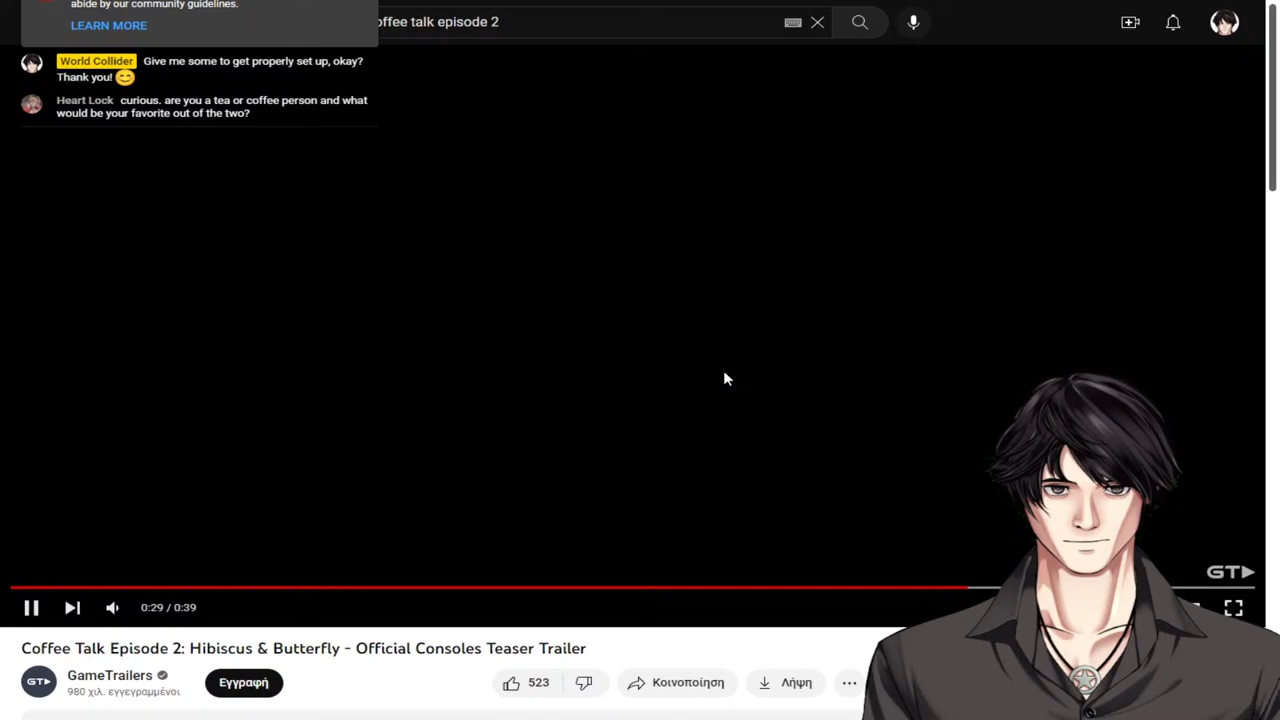 abide by our community guidelines.
LEARN MORE
offee talk episode 2
World Collider Give me some to get properly set up, okay?
Thank you! 😊
Heart Lock curious. are you a tea or coffee person and what
would be your favorite out of the two?
GT
0:29 / 0:39
Coffee Talk Episode 2: Hibiscus & Butterfly - Official Consoles Teaser Trailer
GT
GameTrailers
980 χιλ. εγγεγραμμένοι
Εγγραφή
523
Κοινοποίηση
Λήψη